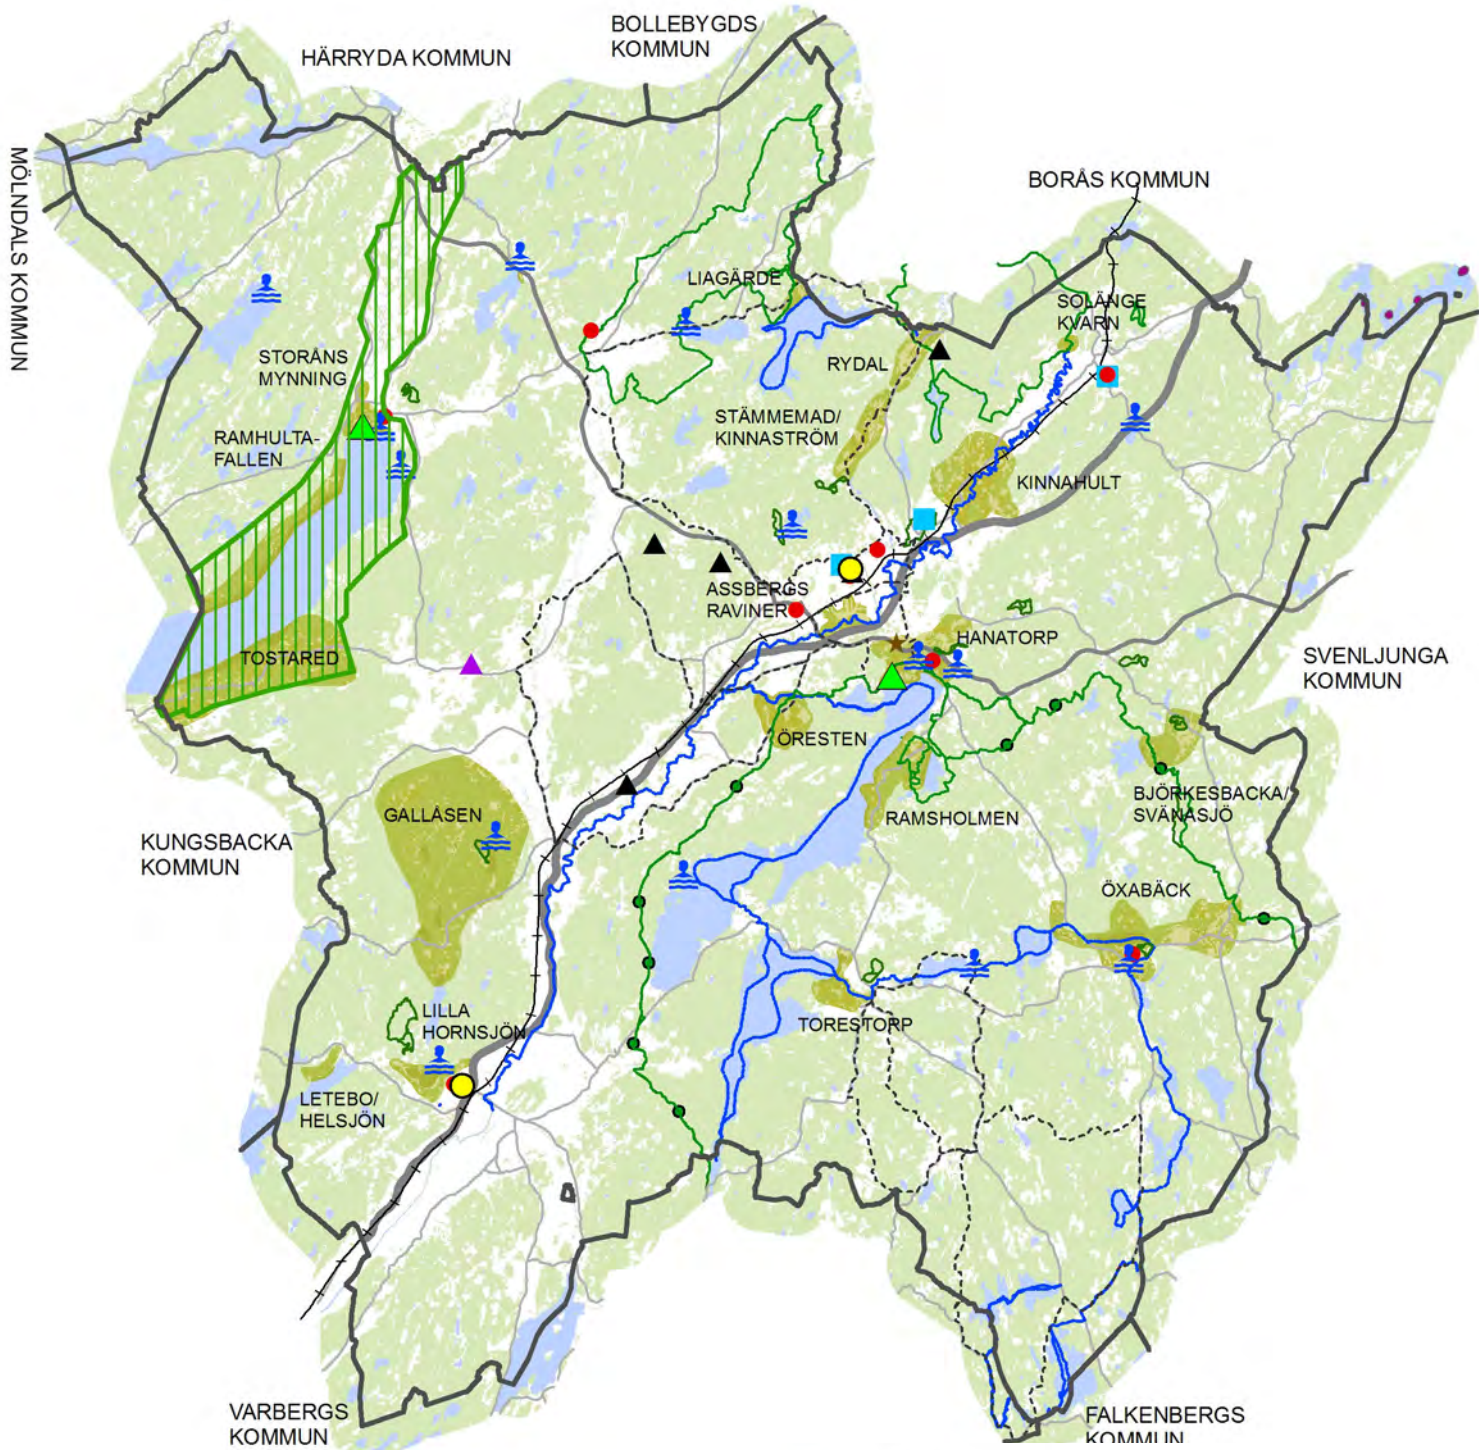 BOLLEBYGDS
KOMMUN
HÄRRYDA KOMMUN
MÖLNDALS KOMMUN
BORÅS KOMMUN
LIAGÄRDE
SOLÄNGE
KVARN
STORÅNS
MYNNING
RYDAL
RAMHULTA-
FALLEN
STÄMMEMAD/
KINNASTRÖM
KINNAHULT
ASSBERGS
RAVINER
HANATORP
TOSTARED
SVENLJUNGA
KOMMUN
ÖRESTEN
BJÖRKESBACKA/
SVÄNASJÖ
GALLÅSEN
RAMSHOLMEN
KUNGSBACKA
KOMMUN
ÖXABÄCK
LILLA
HORNSJÖN
TORESTORP
LETEBO/
HELSJÖN
VARBERGS
KOMMUN
FALKENBERGS
KOMMUN